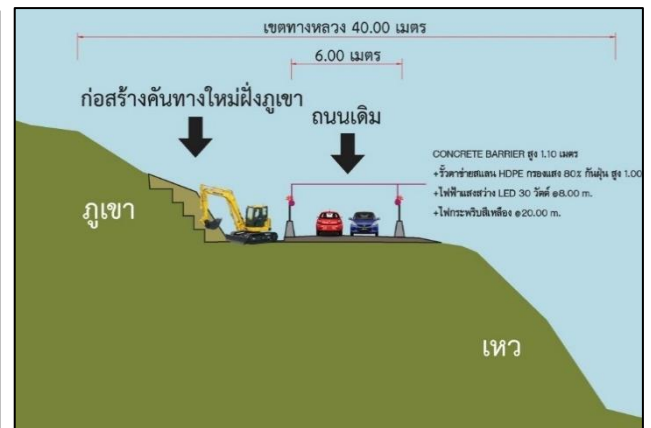 เขตทางหลวง 40.00 เมตร
6.00 เมตร
ก่อสร้างคันทางใหม่ฝั่งภูเขา
ถนนเดิม
CONCRETE BARRIER สูง 1.10 เมตร
+รั้วตาข่ายสแลน HDPE กรองแสง 80% กันฝุ่น สูง 1.00
+ไฟฟ้าแสงสว่าง LED 30 วัตต์ @8.00 m.
+ไฟกระพริบสีเหลือง @20.00 m.
ภูเขา
เหว